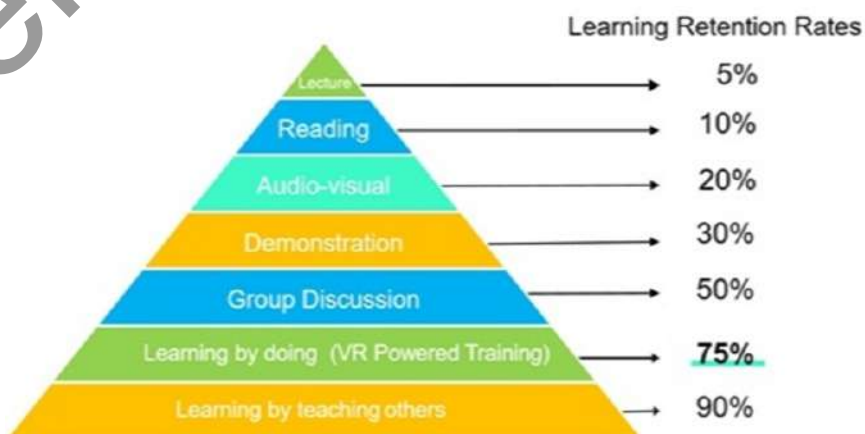 Learning Retention Rates
Lecture 5%
Reading 10%
Audio-visual 20%
Demonstration 30%
Group Discussion 50%
Learning by doing (VR Powered Training) 75%
Learning by teaching others 90%